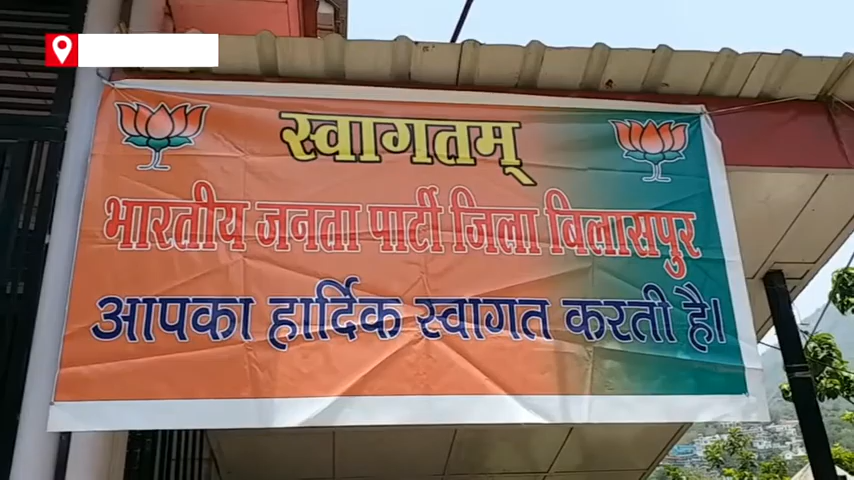 स्वागतम्
भारतीय जनता पार्टी जिला बिलासपुर
आपका हार्दिक स्वागत करती है।